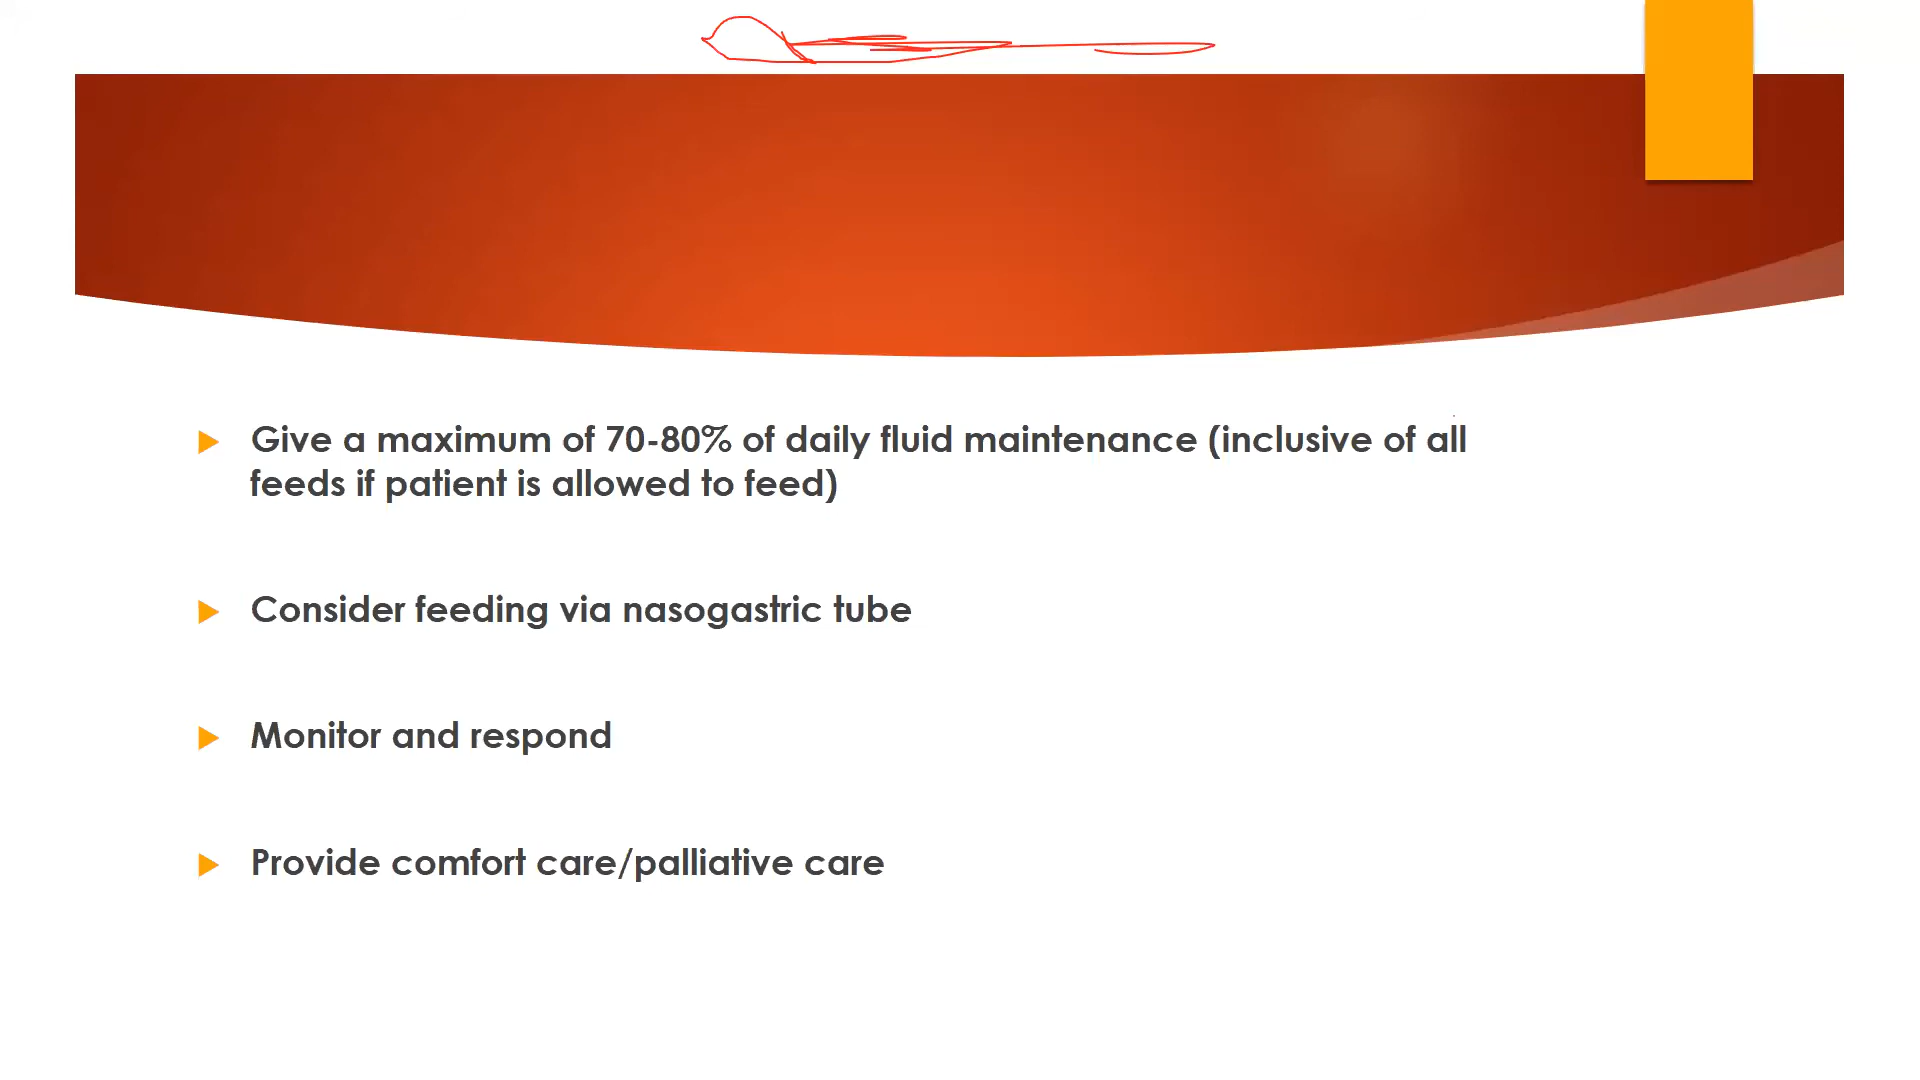 Give a maximum of 70-80% of daily fluid maintenance (inclusive of all
feeds if patient is allowed to feed)
Consider feeding via nasogastric tube
Monitor and respond
Provide comfort care/palliative care